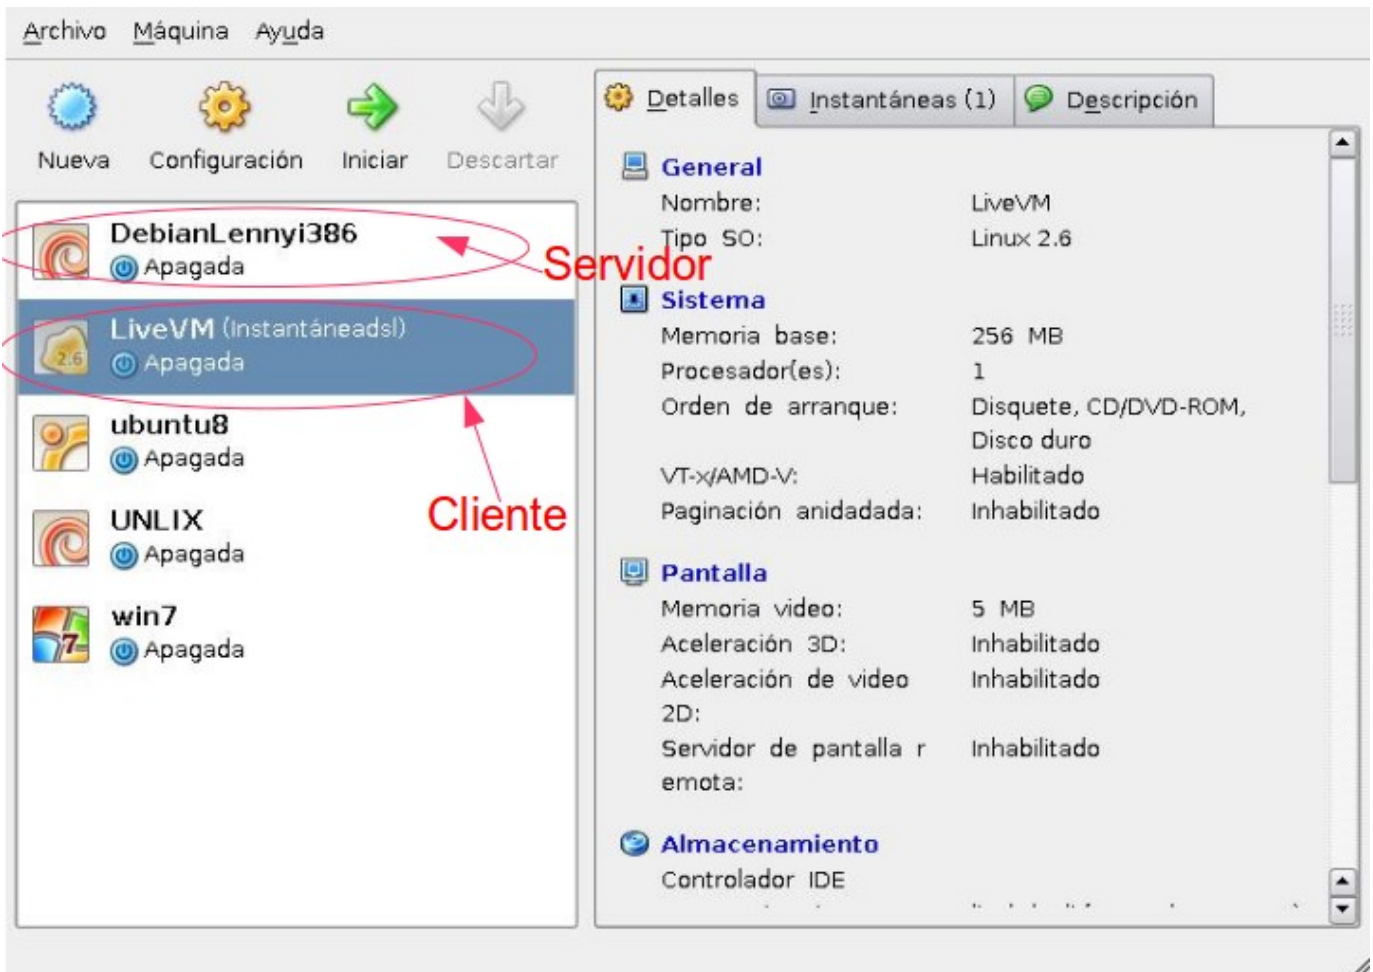 Archivo Máquina Ayuda
Nueva Configuración Iniciar Descartar
DebianLennyi386
Apagada
Servidor
LiveVM (Instantáneadsl)
2.6
Apagada
ubuntu8
Apagada
Cliente
UNLIX
Apagada
win7
7
Apagada
Detalles Instantáneas (1) Descripción
General
Nombre: LiveVM
Tipo SO: Linux 2.6
Sistema
Memoria base: 256 MB
Procesador(es): 1
Orden de arranque: Disquete, CD/DVD-ROM,
Disco duro
VT-x/AMD-V: Habilitado
Paginación anidadada: Inhabilitado
Pantalla
Memoria video: 5 MB
Aceleración 3D: Inhabilitado
Aceleración de video Inhabilitado
2D:
Servidor de pantalla r Inhabilitado
emota:
Almacenamiento
Controlador IDE